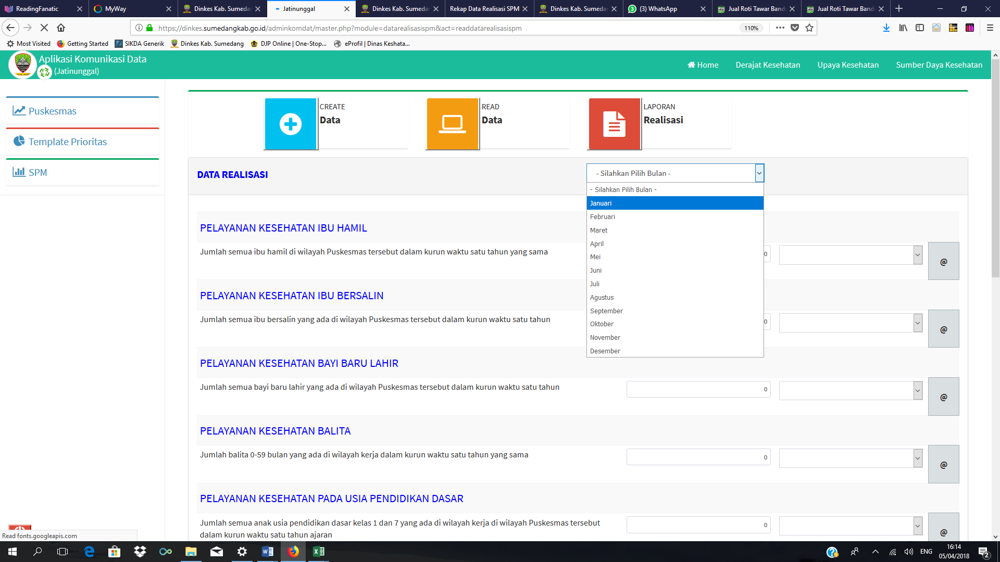 ReadingFanatic
MyWay
Dinkes Kab. Sumeda
Jatinunggal
Dinkes Kab. Sumeda
Rekap Data Realisasi SPM
Dinkes Kab. Sumeda
(3) WhatsApp
Jual Roti Tawar Band
Jual Roti Tawar Band
https://dinkes.sumedangkab.go.id/adminkomdat/master.php?module=datarealisasispm&act=readdatarealisasispm
110%
Most Visited
Getting Started
SIKDA Generik
Dinkes Kab. Sumedang
DJP Online | One-Stop...
eProfil | Dinas Keshata...
Aplikasi Komunikasi Data
(Jatinunggal)
Home
Derajat Kesehatan
Upaya Kesehatan
Sumber Daya Kesehatan
Puskesmas
Template Prioritas
SPM
CREATE
Data
READ
Data
LAPORAN
Realisasi
DATA REALISASI
- Silahkan Pilih Bulan -
- Silahkan Pilih Bulan -
Januari
Februari
Maret
April
Mei
Juni
Juli
Agustus
September
Oktober
November
Desember
PELAYANAN KESEHATAN IBU HAMIL
Jumlah semua ibu hamil di wilayah Puskesmas tersebut dalam kurun waktu satu tahun yang sama
0
@
PELAYANAN KESEHATAN IBU BERSALIN
Jumlah semua ibu bersalin yang ada di wilayah Puskesmas tersebut dalam kurun waktu satu tahun
0
@
PELAYANAN KESEHATAN BAYI BARU LAHIR
Jumlah semua bayi baru lahir yang ada di wilayah Puskesmas tersebut dalam kurun waktu satu tahun
0
@
PELAYANAN KESEHATAN BALITA
Jumlah balita 0-59 bulan yang ada di wilayah kerja dalam kurun waktu satu tahun yang sama
0
@
PELAYANAN KESEHATAN PADA USIA PENDIDIKAN DASAR
Jumlah semua anak usia pendidikan dasar kelas 1 dan 7 yang ada di wilayah kerja di wilayah Puskesmas tersebut
dalam kurun waktu satu tahun ajaran
0
@
Read fonts.googleapis.com
ENG
16:14
05/04/2018
2